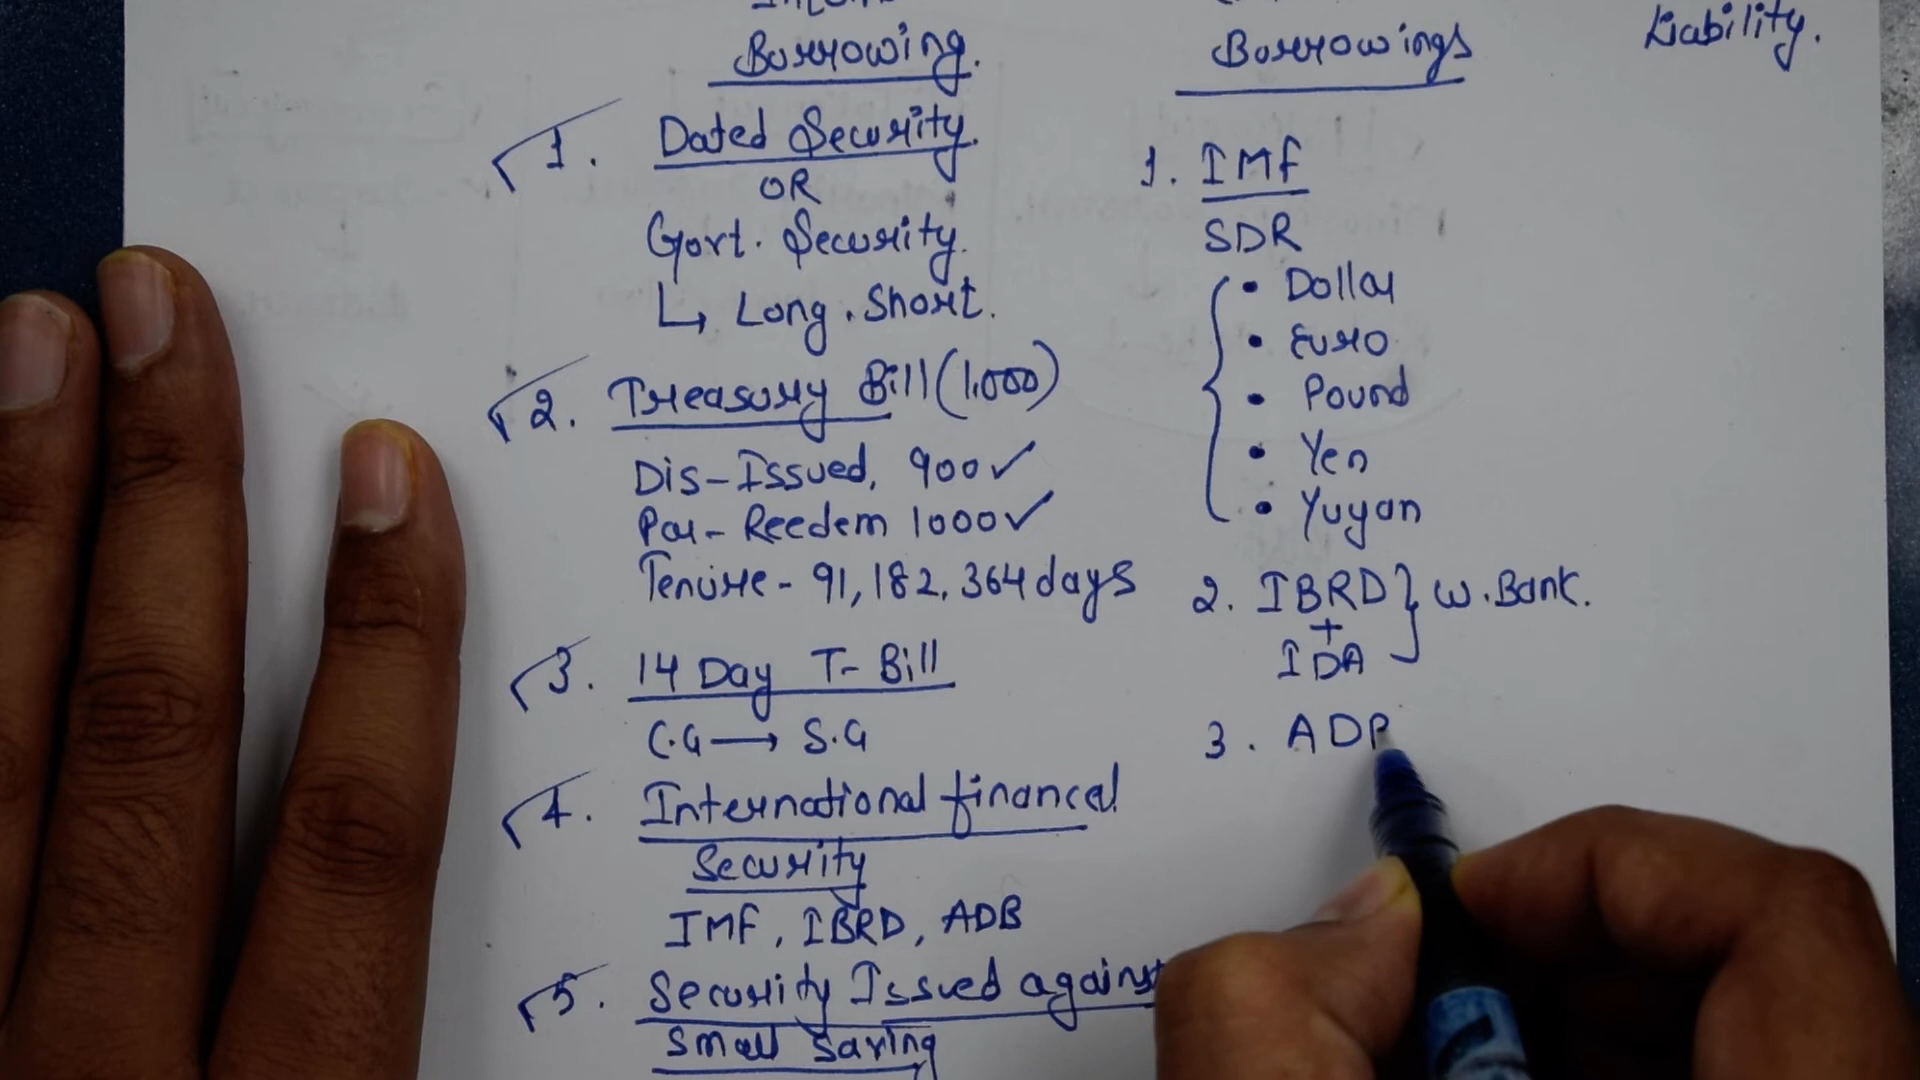 Borrowing.
1. Dated Security.
OR
Govt. Security.
↳ Long, Short.
2. Treasury Bill (1,000)
Dis-Issued, 900 ✓
Par-Reedem 1000 ✓
Tenure - 91, 182, 364 days
3. 14 Day T- Bill
C.G → S.G
4. International financal
Security
IMF, IBRD, ADB
5. Security Issued against
Small Saving
Borrowings
1. IMF
SDR
• Dollar
• Euro
• Pound
• Yen
• Yuyan
2. IBRD } W. Bank.
+
IDA
3. ADB
Liability.